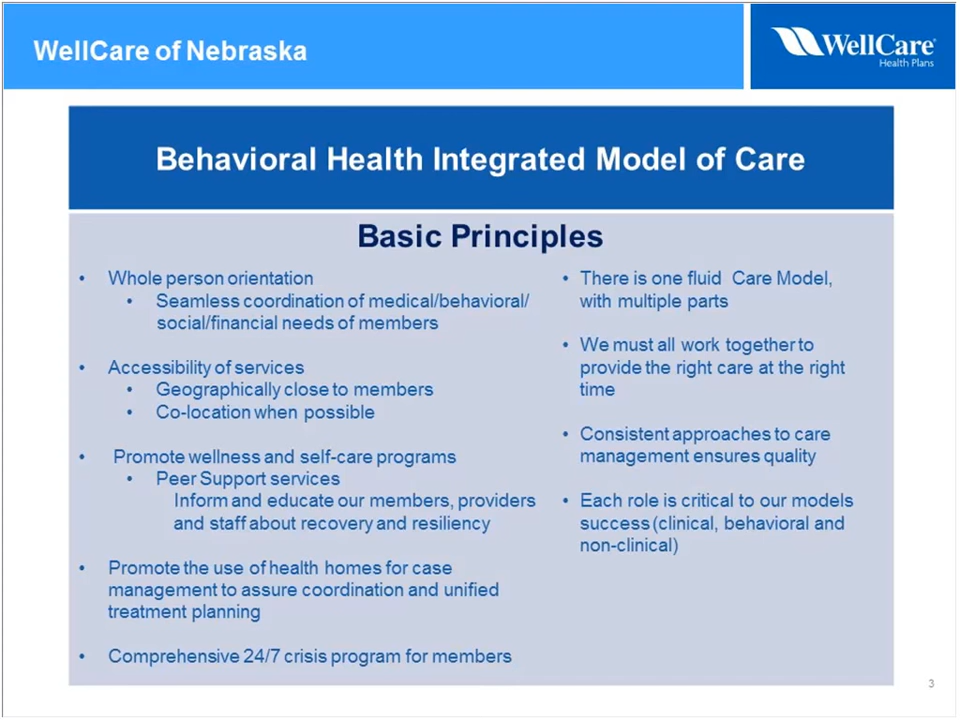 WellCare of Nebraska
WellCare®
Health Plans
Behavioral Health Integrated Model of Care
Basic Principles
• Whole person orientation
• Seamless coordination of medical/behavioral/
social/financial needs of members
• Accessibility of services
• Geographically close to members
• Co-location when possible
• Promote wellness and self-care programs
• Peer Support services
Inform and educate our members, providers
and staff about recovery and resiliency
• Promote the use of health homes for case
management to assure coordination and unified
treatment planning
• Comprehensive 24/7 crisis program for members
• There is one fluid Care Model,
with multiple parts
• We must all work together to
provide the right care at the right
time
• Consistent approaches to care
management ensures quality
• Each role is critical to our models
success (clinical, behavioral and
non-clinical)
3